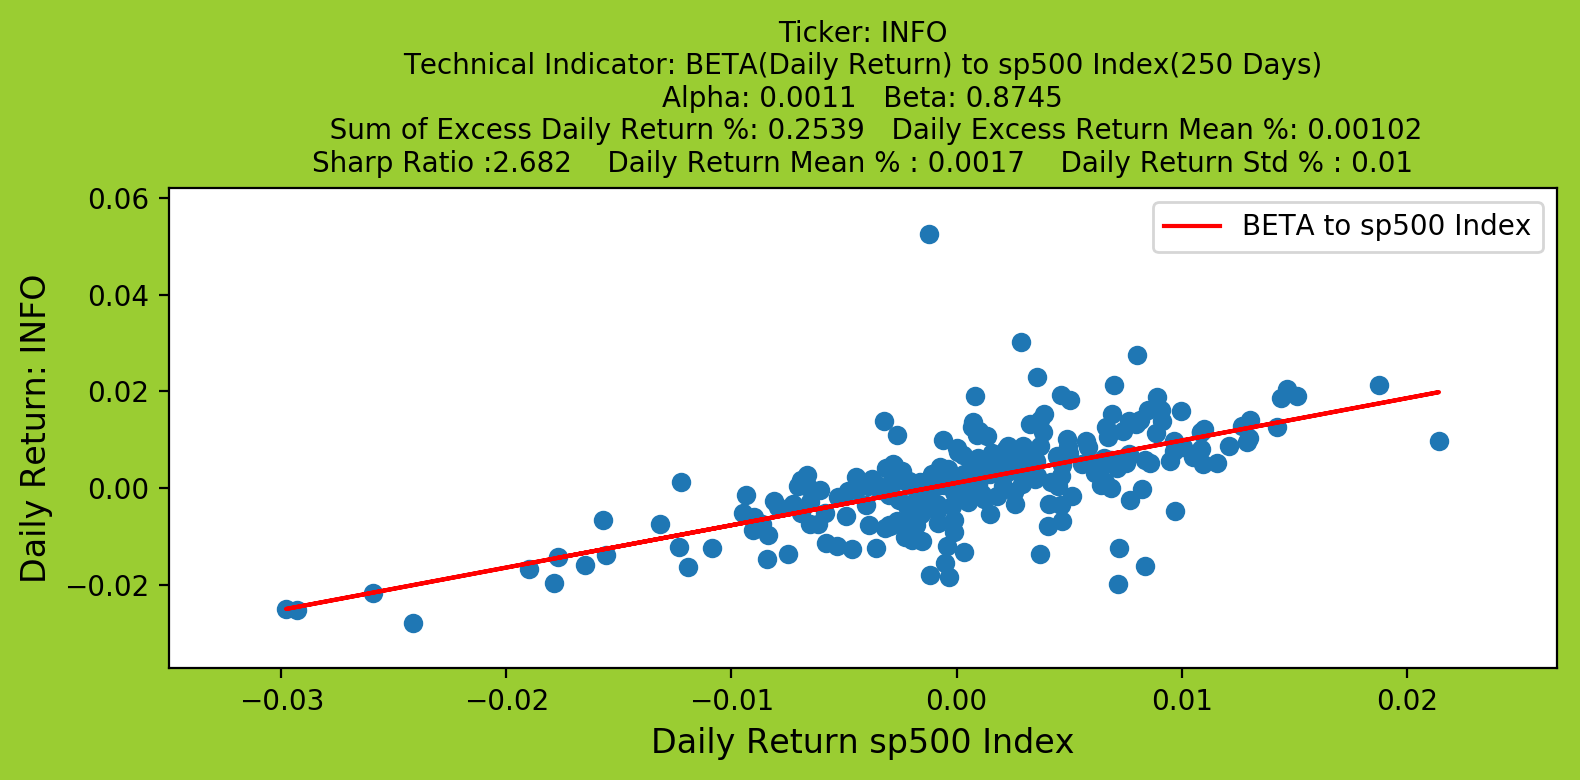 Ticker: INFO
Technical Indicator: BETA(Daily Return) to sp500 Index(250 Days)
Alpha: 0.0011   Beta: 0.8745
Sum of Excess Daily Return %: 0.2539   Daily Excess Return Mean %: 0.00102
Sharp Ratio :2.682    Daily Return Mean % : 0.0017    Daily Return Std % : 0.01
BETA to sp500 Index
0.06
0.04
0.02
0.00
−0.02
Daily Return: INFO
−0.03
−0.02
−0.01
0.00
0.01
0.02
Daily Return sp500 Index